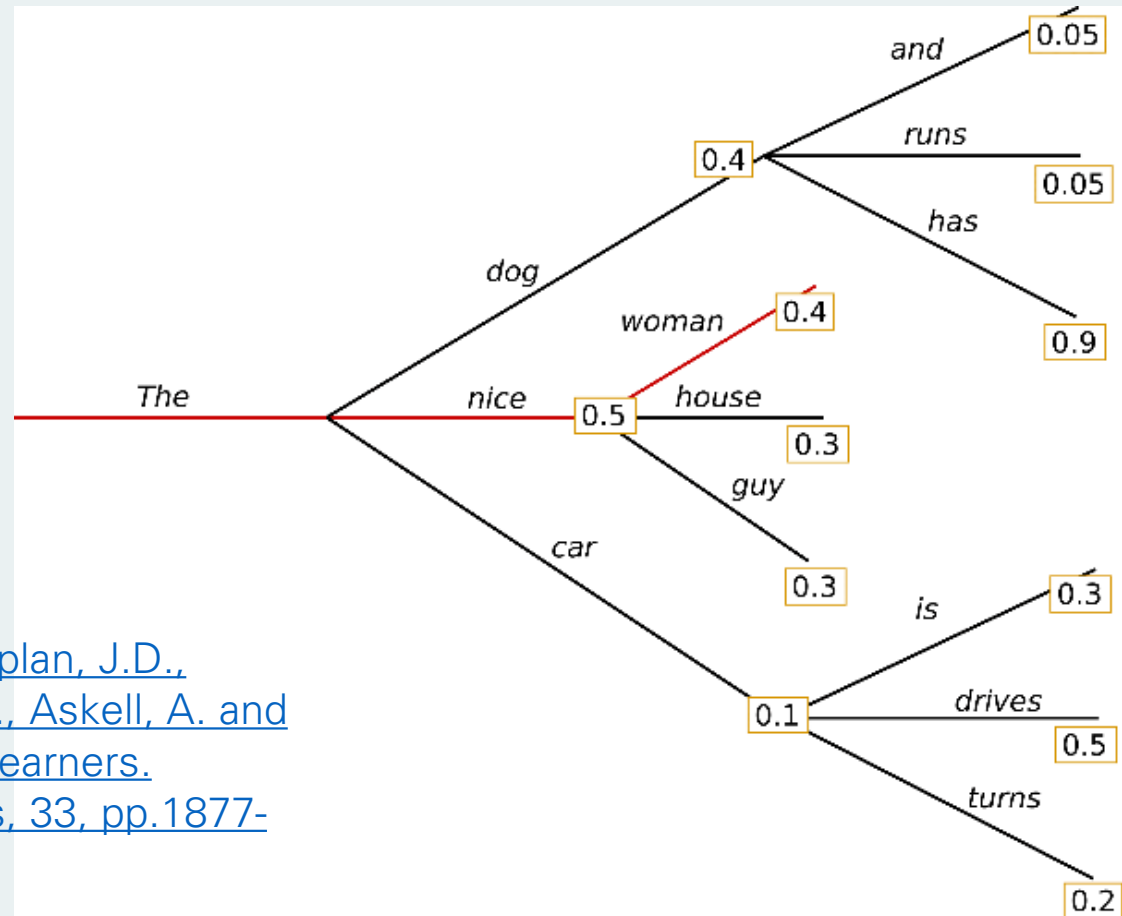 and
0.05
runs
0.4
0.05
has
dog
0.4
woman
0.9
The
nice
0.5
house
0.3
guy
car
0.3
0.3
is
plan, J.D.,
drives
., Askell, A. and
0.1
0.5
earners.
turns
s, 33, pp.1877-
0.2